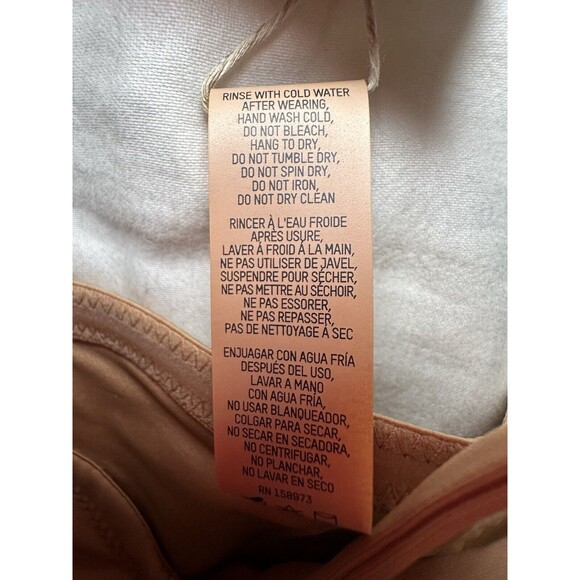 RINSE WITH COLD WATER
AFTER WEARING,
HAND WASH COLD,
DO NOT BLEACH,
HANG TO DRY,
DO NOT TUMBLE DRY,
DO NOT SPIN DRY,
DO NOT IRON,
DO NOT DRY CLEAN
RINCER À L'EAU FROIDE
APRÈS USURE,
LAVER À FROID À LA MAIN,
NE PAS UTILISER DE JAVEL,
SUSPENDRE POUR SÉCHER,
NE PAS METTRE AU SÉCHOIR,
NE PAS ESSORER,
NE PAS REPASSER,
PAS DE NETTOYAGE À SEC
ENJUAGAR CON AGUA FRÍA
DESPUÉS DEL USO,
LAVAR A MANO
CON AGUA FRÍA,
NO USAR BLANQUEADOR,
COLGAR PARA SECAR,
NO SECAR EN SECADORA,
NO CENTRIFUGAR,
NO PLANCHAR,
NO LAVAR EN SECO
RN 158973